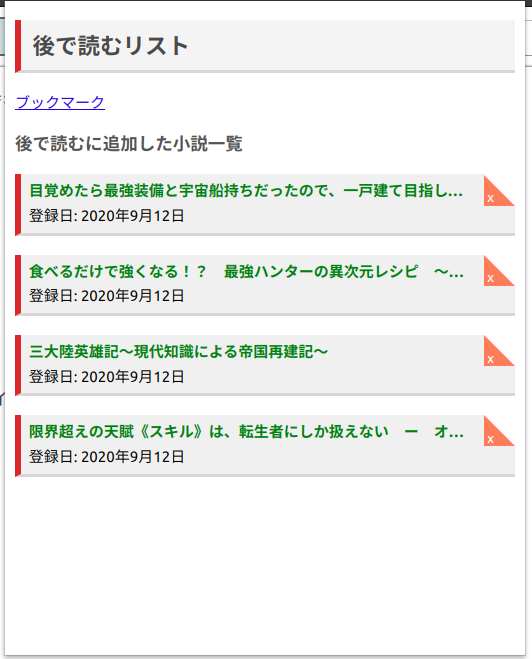 後で読むリスト
ブックマーク
後で読むに追加した小説一覧
目覚めたら最強装備と宇宙船持ちだったので、一戸建て目指し...
x
登録日: 2020年9月12日
食べるだけで強くなる！？　最強ハンターの異次元レシピ　～...
x
登録日: 2020年9月12日
三大陸英雄記～現代知識による帝国再建記～
x
登録日: 2020年9月12日
限界超えの天賦《スキル》は、転生者にしか扱えない　ー　オ...
x
登録日: 2020年9月12日